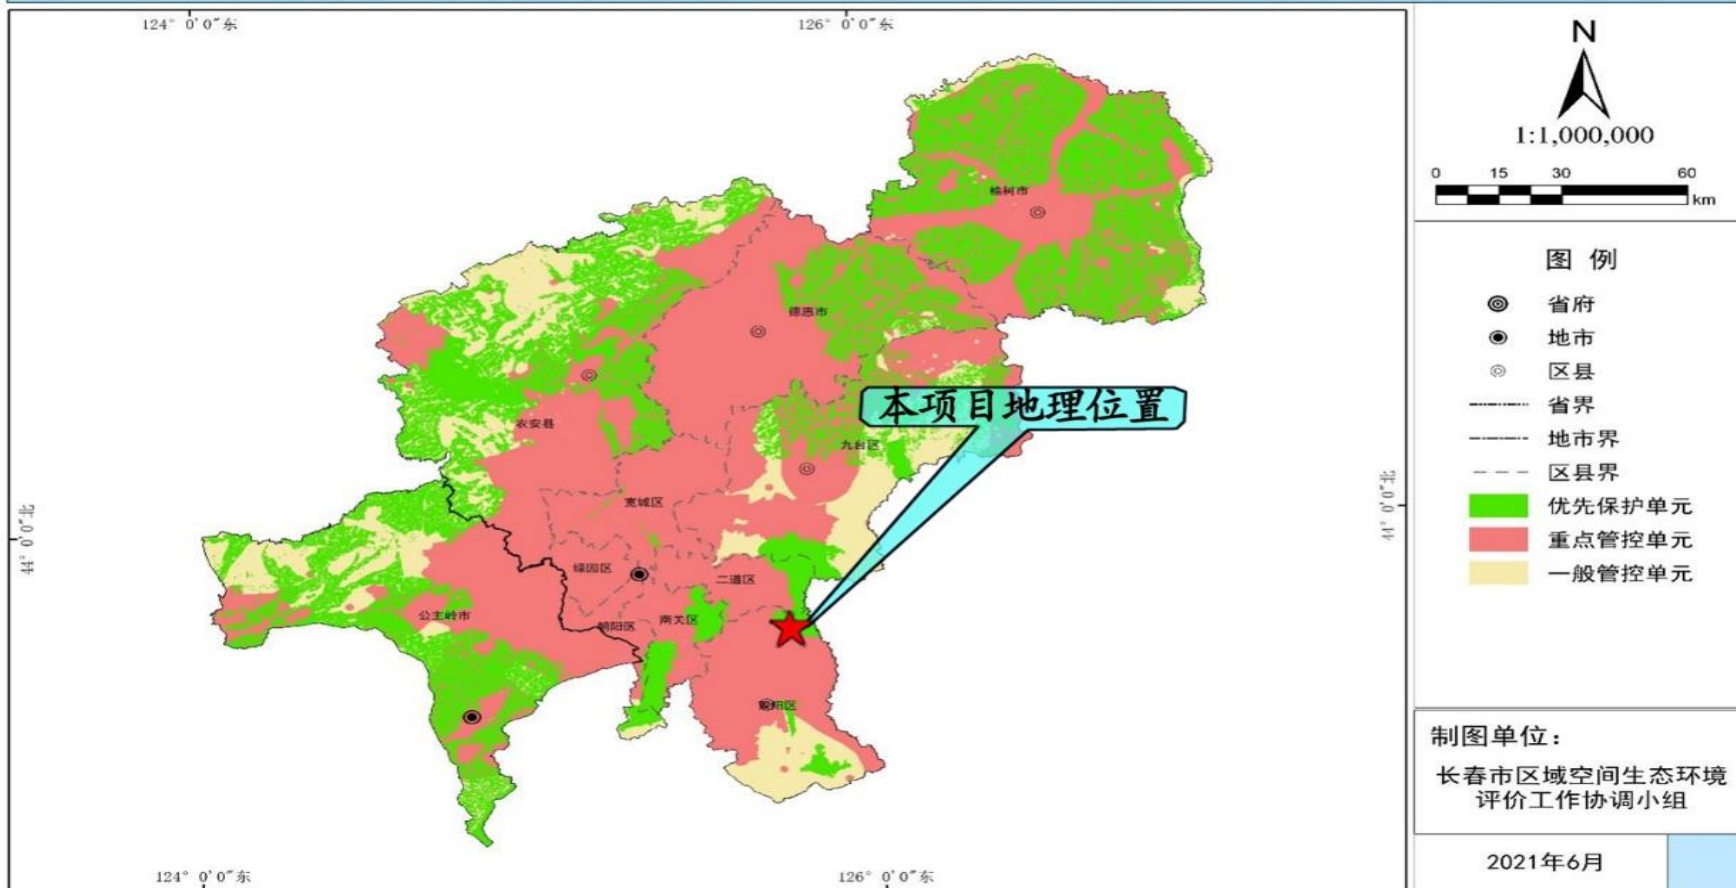 124° 0′0″东
126° 0′0″东
N
1:1,000,000
0 15 30 60
km
榆树市
德惠市
农安县
本项目地理位置
九台区
宽城区
绿园区
二道区
公主岭市
朝阳区
南关区
双阳区
44° 0′0″北
44° 0′0″北
124° 0′0″东
126° 0′0″东
图 例
省府
地市
区县
省界
地市界
区县界
优先保护单元
重点管控单元
一般管控单元
制图单位：
长春市区域空间生态环境
评价工作协调小组
2021年6月